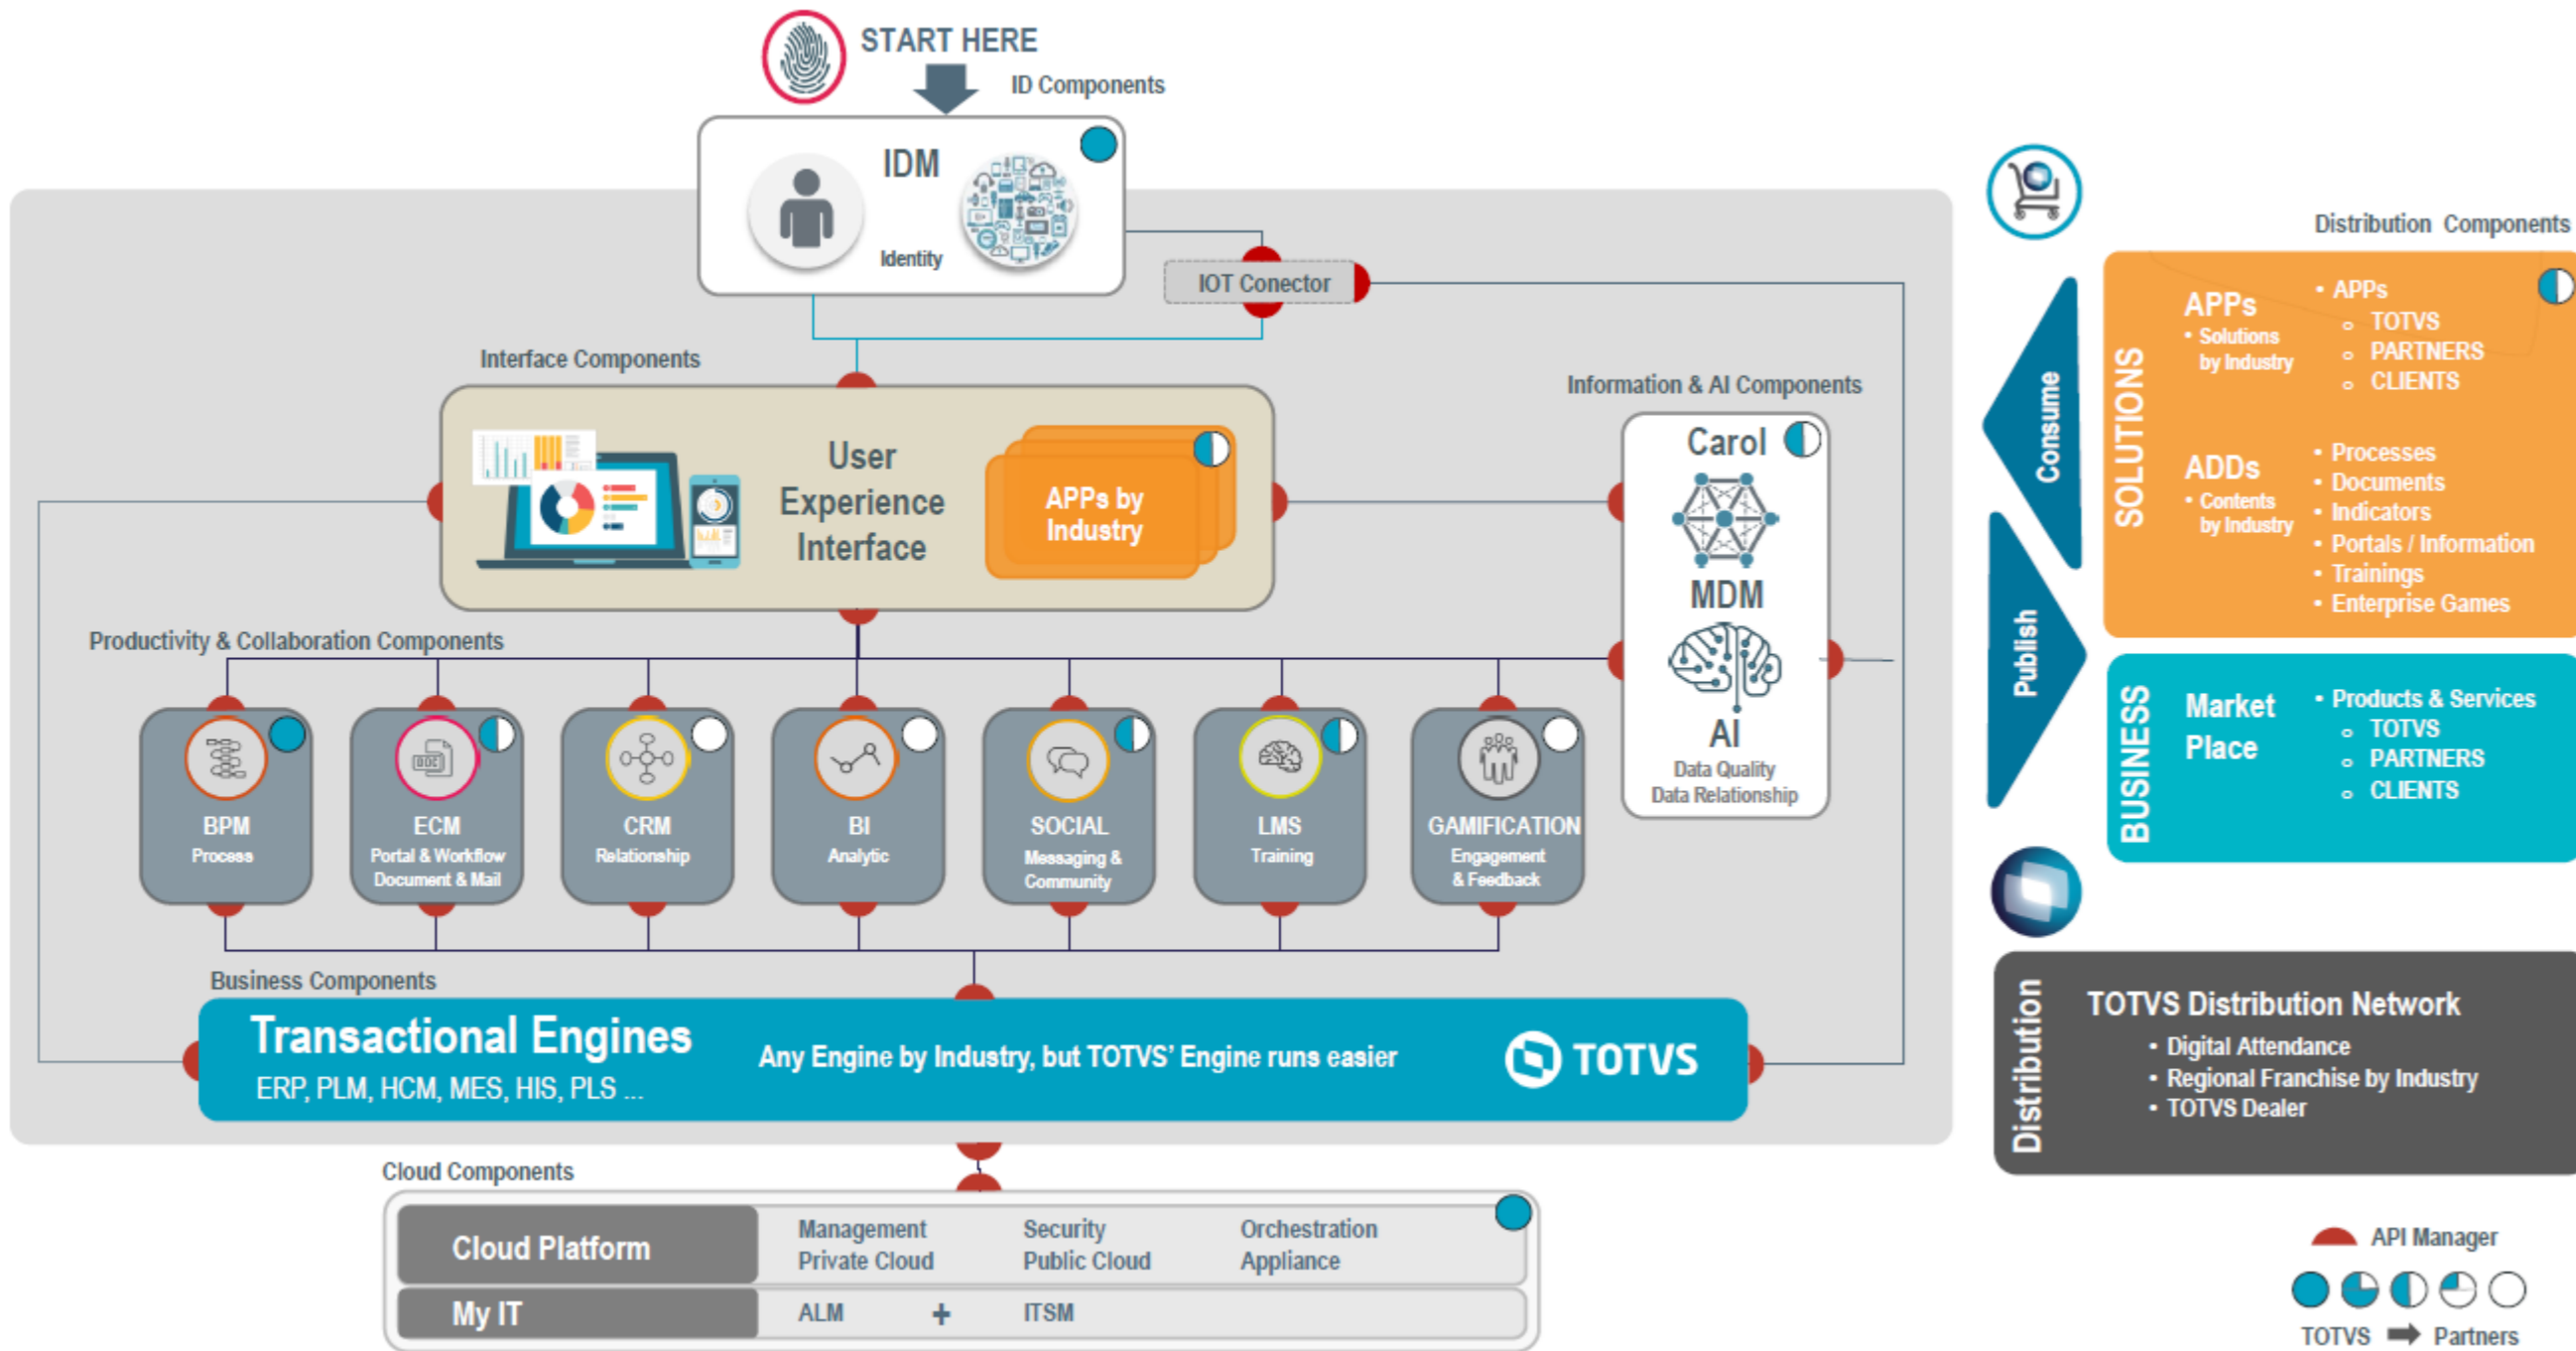 START HERE
ID Components
IDM
Identity
IOT Conector
Interface Components
User
Experience
Interface
APPs by
Industry
Information & AI Components
Carol
MDM
AI
Data Quality
Data Relationship
Productivity & Collaboration Components
BPM
Process
DOC
ECM
Portal & Workflow
Document & Mail
CRM
Relationship
BI
Analytic
SOCIAL
Messaging &
Community
LMS
Training
GAMIFICATION
Engagement
& Feedback
Business Components
Transactional Engines
ERP, PLM, HCM, MES, HIS, PLS ...
Any Engine by Industry, but TOTVS' Engine runs easier
TOTVS
Cloud Components
Cloud Platform
Management
Private Cloud
Security
Public Cloud
Orchestration
Appliance
My IT
ALM + ITSM
Distribution Components
Consume
Publish
SOLUTIONS
APPs
• Solutions
by Industry
• APPs
o TOTVS
o PARTNERS
o CLIENTS
ADDs
• Contents
by Industry
• Processes
• Documents
• Indicators
• Portals / Information
• Trainings
• Enterprise Games
BUSINESS
Market
Place
• Products & Services
o TOTVS
o PARTNERS
o CLIENTS
Distribution
TOTVS Distribution Network
• Digital Attendance
• Regional Franchise by Industry
• TOTVS Dealer
API Manager
TOTVS Partners